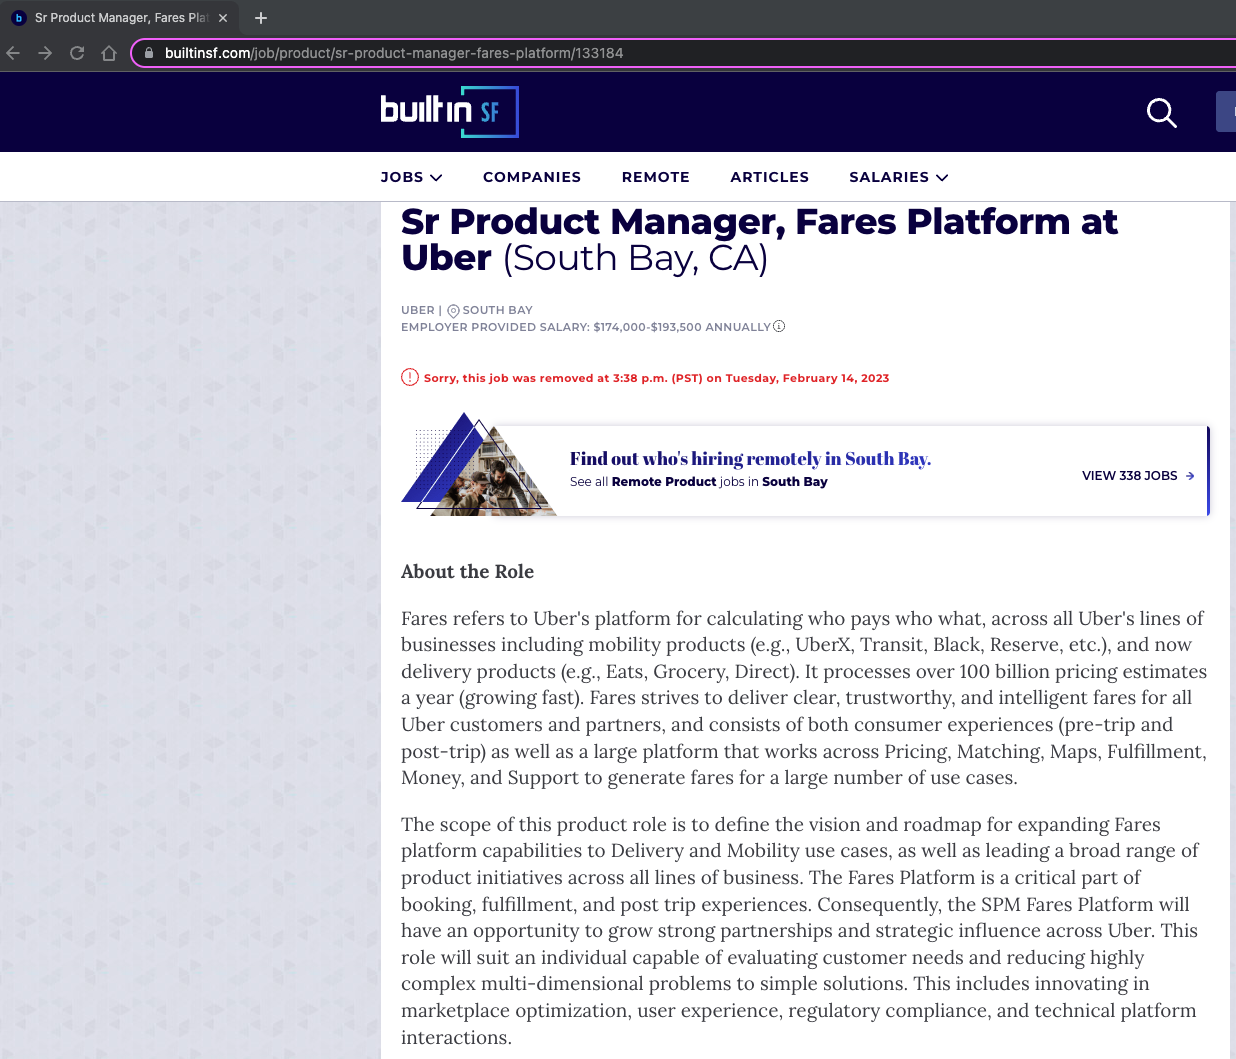 b Sr Product Manager, Fares Plat
builtinsf.com/job/product/sr-product-manager-fares-platform/133184
built in SF
JOBS COMPANIES REMOTE ARTICLES SALARIES
Sr Product Manager, Fares Platform at
Uber (South Bay, CA)
UBER | SOUTH BAY
EMPLOYER PROVIDED SALARY: $174,000-$193,500 ANNUALLY
Sorry, this job was removed at 3:38 p.m. (PST) on Tuesday, February 14, 2023
Find out who's hiring remotely in South Bay.
See all Remote Product jobs in South Bay
VIEW 338 JOBS
About the Role
Fares refers to Uber's platform for calculating who pays who what, across all Uber's lines of
businesses including mobility products (e.g., UberX, Transit, Black, Reserve, etc.), and now
delivery products (e.g., Eats, Grocery, Direct). It processes over 100 billion pricing estimates
a year (growing fast). Fares strives to deliver clear, trustworthy, and intelligent fares for all
Uber customers and partners, and consists of both consumer experiences (pre-trip and
post-trip) as well as a large platform that works across Pricing, Matching, Maps, Fulfillment,
Money, and Support to generate fares for a large number of use cases.
The scope of this product role is to define the vision and roadmap for expanding Fares
platform capabilities to Delivery and Mobility use cases, as well as leading a broad range of
product initiatives across all lines of business. The Fares Platform is a critical part of
booking, fulfillment, and post trip experiences. Consequently, the SPM Fares Platform will
have an opportunity to grow strong partnerships and strategic influence across Uber. This
role will suit an individual capable of evaluating customer needs and reducing highly
complex multi-dimensional problems to simple solutions. This includes innovating in
marketplace optimization, user experience, regulatory compliance, and technical platform
interactions.